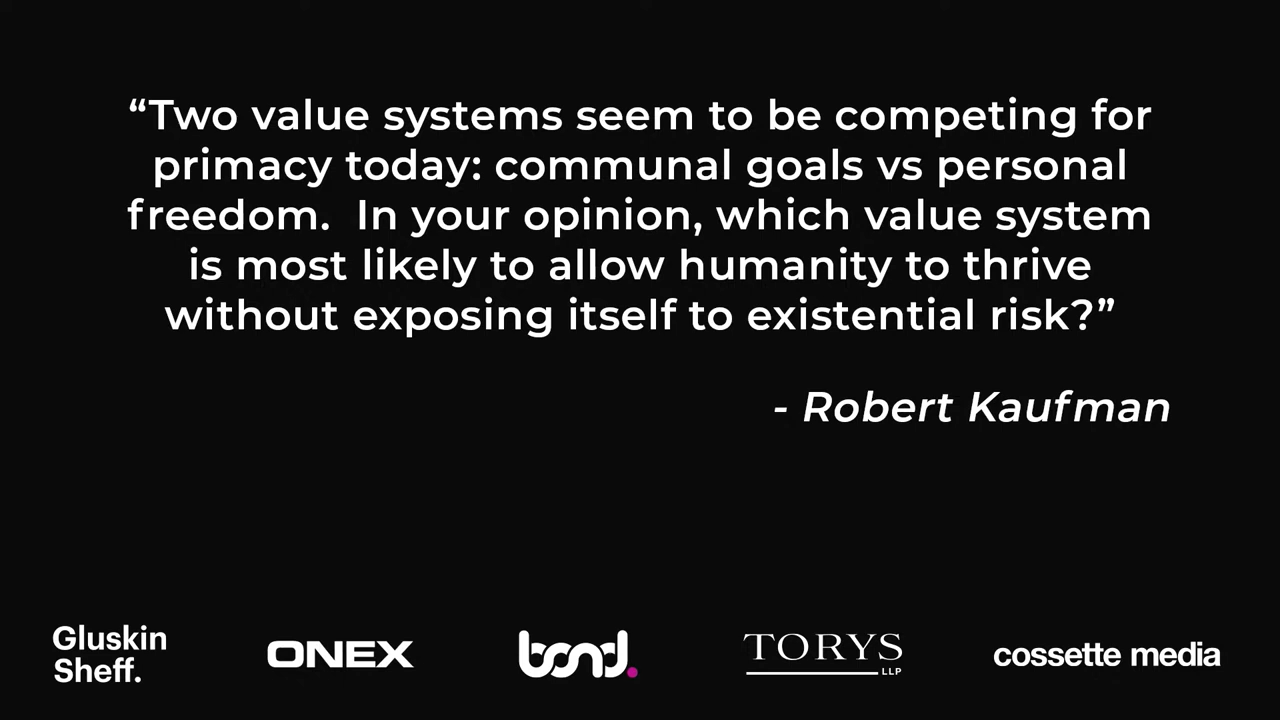 “Two value systems seem to be competing for
primacy today: communal goals vs personal
freedom.  In your opinion, which value system
is most likely to allow humanity to thrive
without exposing itself to existential risk?”
- Robert Kaufman
Gluskin
Sheff.
ONEX
bond.
TORYS
LLP
cossette media